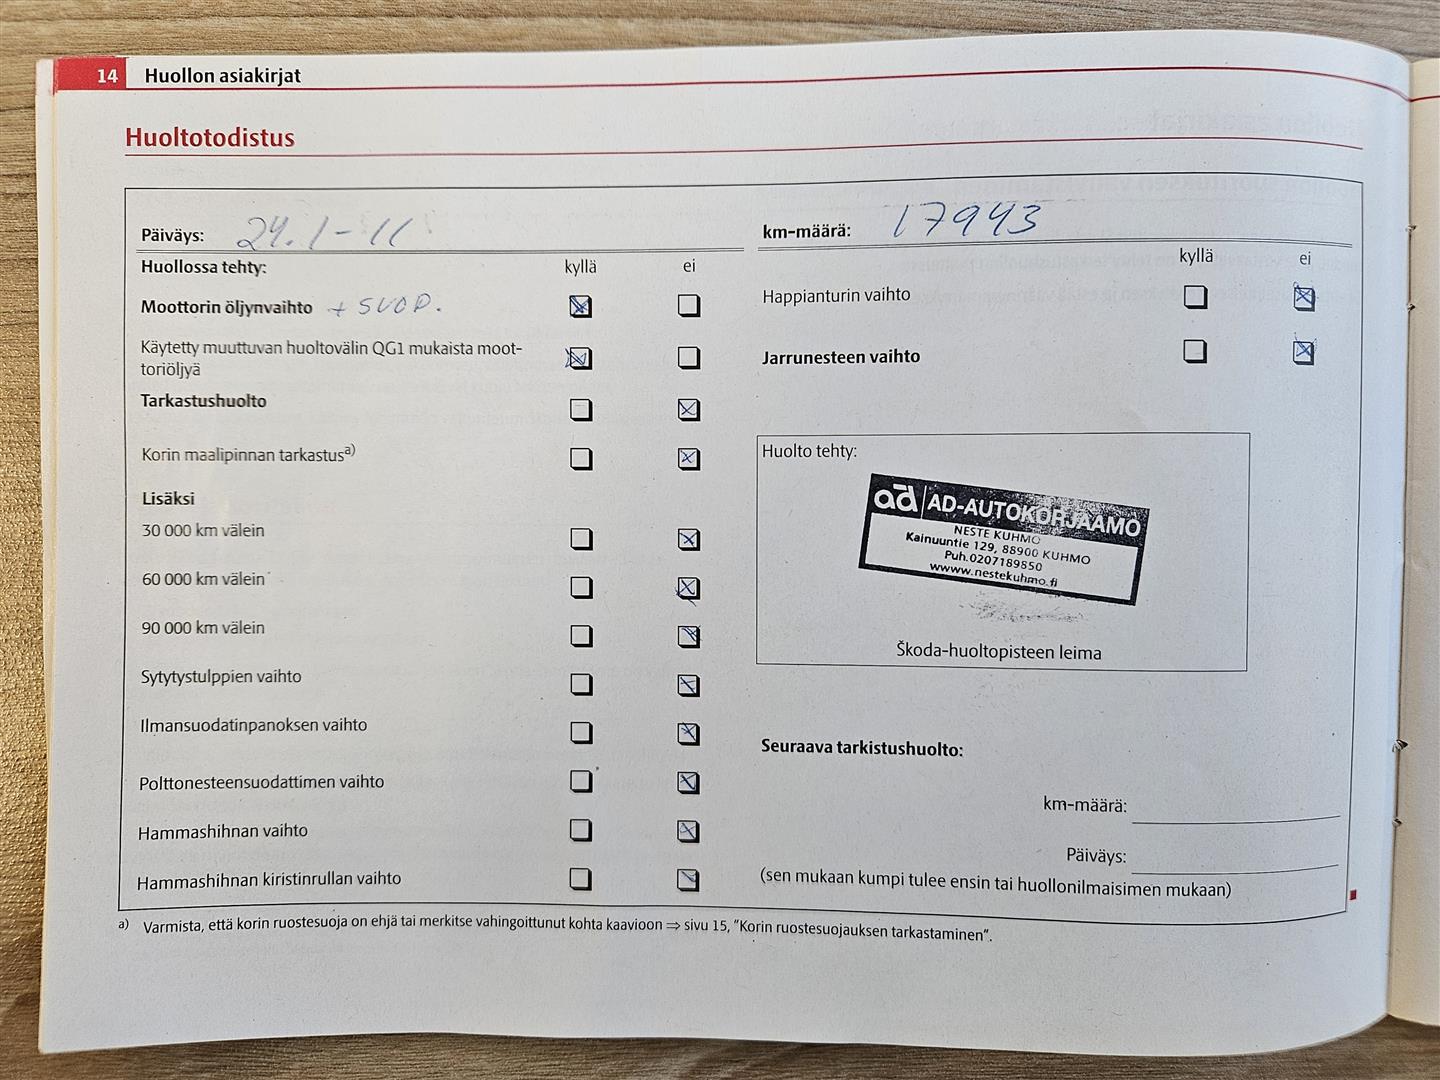 14 Huollon asiakirjat
Huoltotodistus
Päiväys: 24.1-11
Huollossa tehty: kyllä ei
Moottorin öljynvaihto + SUOD.
Käytetty muuttuvan huoltovälin QG1 mukaista moot-
toriöljyä
Tarkastushuolto
Korin maalipinnan tarkastusa)
Lisäksi
30 000 km välein
60 000 km välein
90 000 km välein
Sytytystulppien vaihto
Ilmansuodatinpanoksen vaihto
Polttonesteensuodattimen vaihto
Hammashihnan vaihto
Hammashihnan kiristinrullan vaihto
km-määrä: 17943
kyllä ei
Happianturin vaihto
Jarrunesteen vaihto
Huolto tehty:
ad AD-AUTOKORJAAMO
NESTE KUHMO
Kainuuntie 129, 88900 KUHMO
Puh.0207189850
wwww.nestekuhmo.fi
Škoda-huoltopisteen leima
Seuraava tarkistushuolto:
km-määrä:
Päiväys:
(sen mukaan kumpi tulee ensin tai huollonilmaisimen mukaan)
a) Varmista, että korin ruostesuoja on ehjä tai merkitse vahingoittunut kohta kaavioon ⇒ sivu 15, "Korin ruostesuojauksen tarkastaminen".